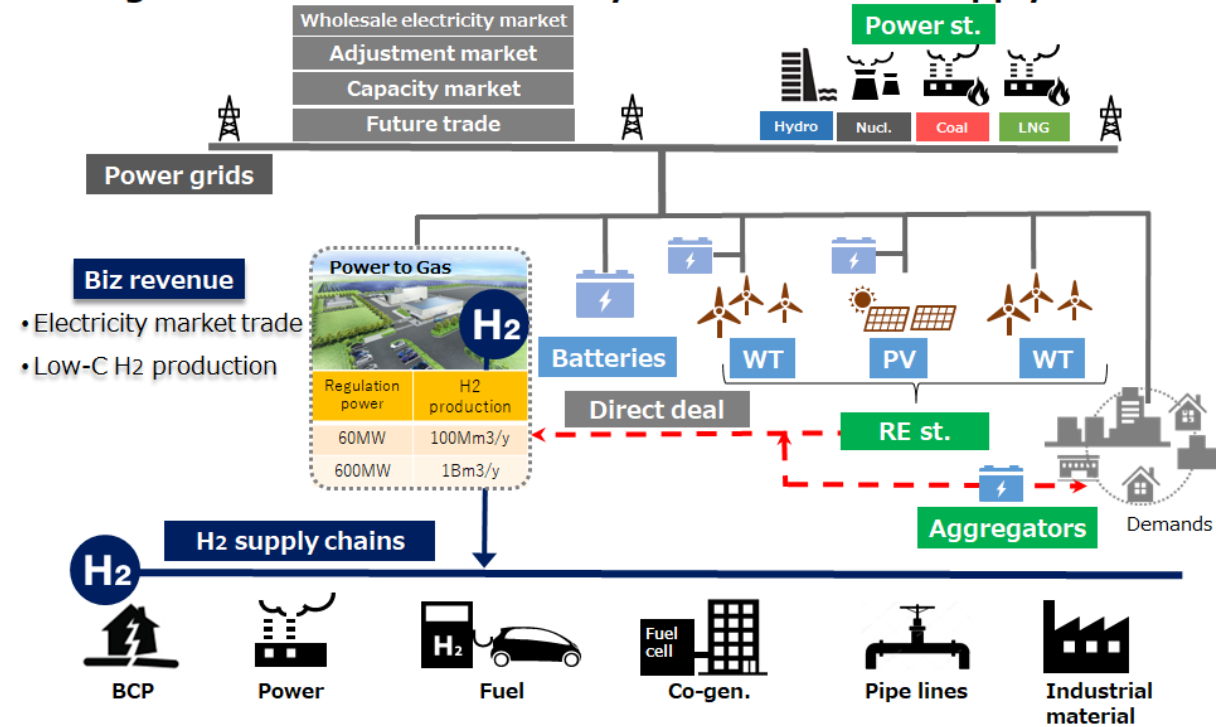 Wholesale electricity market
Adjustment market
Capacity market
Future trade
Power st.
Hydro
Nucl.
Coal
LNG
Power grids
Biz revenue
•Electricity market trade
•Low-C H2 production
Power to Gas
H2
Regulation
power
H2
production
60MW
100Mm3/y
600MW
1Bm3/y
Batteries
WT
PV
WT
Direct deal
RE st.
Aggregators
Demands
H2 supply chains
H2
H2
Fuel
cell
BCP
Power
Fuel
Co-gen.
Pipe lines
Industrial
material